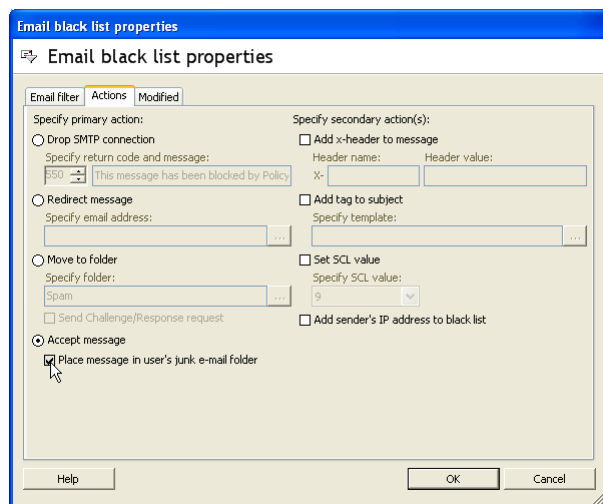 Email black list properties
Email black list properties
Email filter Actions Modified
Specify primary action:
Drop SMTP connection
Specify return code and message:
550 This message has been blocked by Policy
Redirect message
Specify email address:
...
Move to folder
Specify folder:
Spam ...
Send Challenge/Response request
Accept message
Place message in user's junk e-mail folder
Specify secondary action(s):
Add x-header to message
Header name: Header value:
X-
Add tag to subject
Specify template:
...
Set SCL value
Specify SCL value:
9
Add sender's IP address to black list
Help OK Cancel